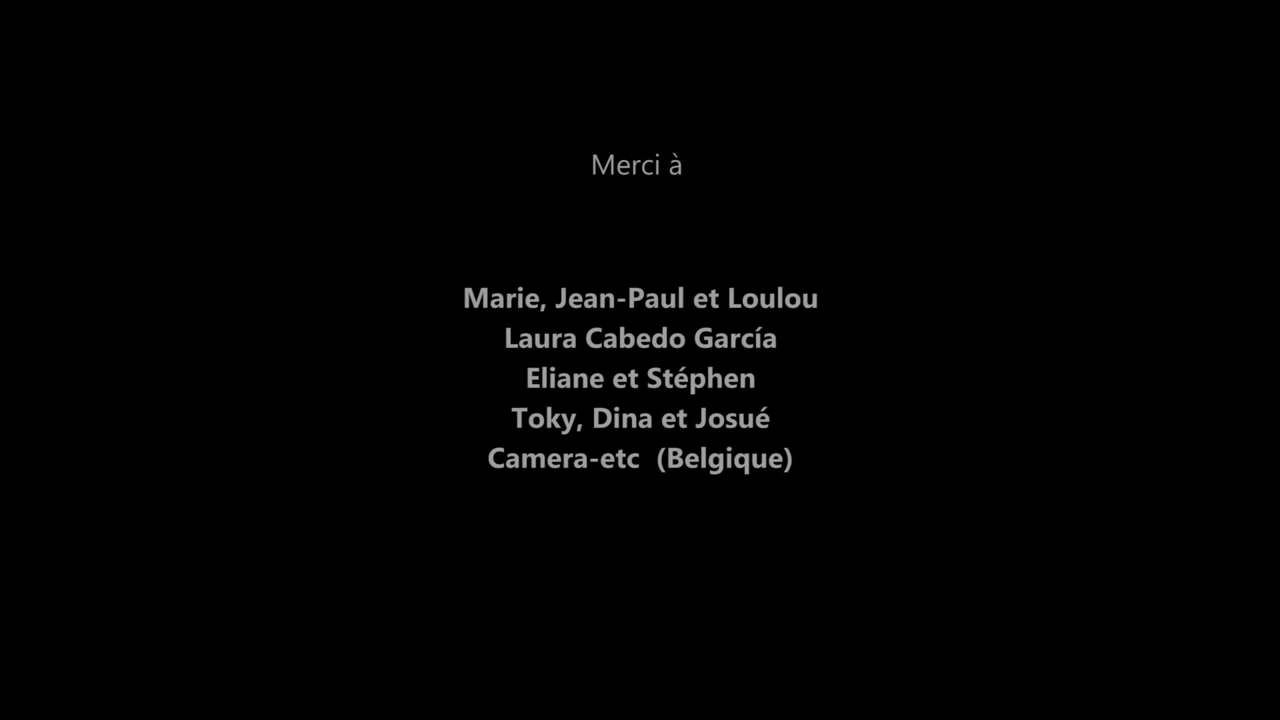 Merci à
Marie, Jean-Paul et Loulou
Laura Cabedo García
Eliane et Stéphen
Toky, Dina et Josué
Camera-etc  (Belgique)